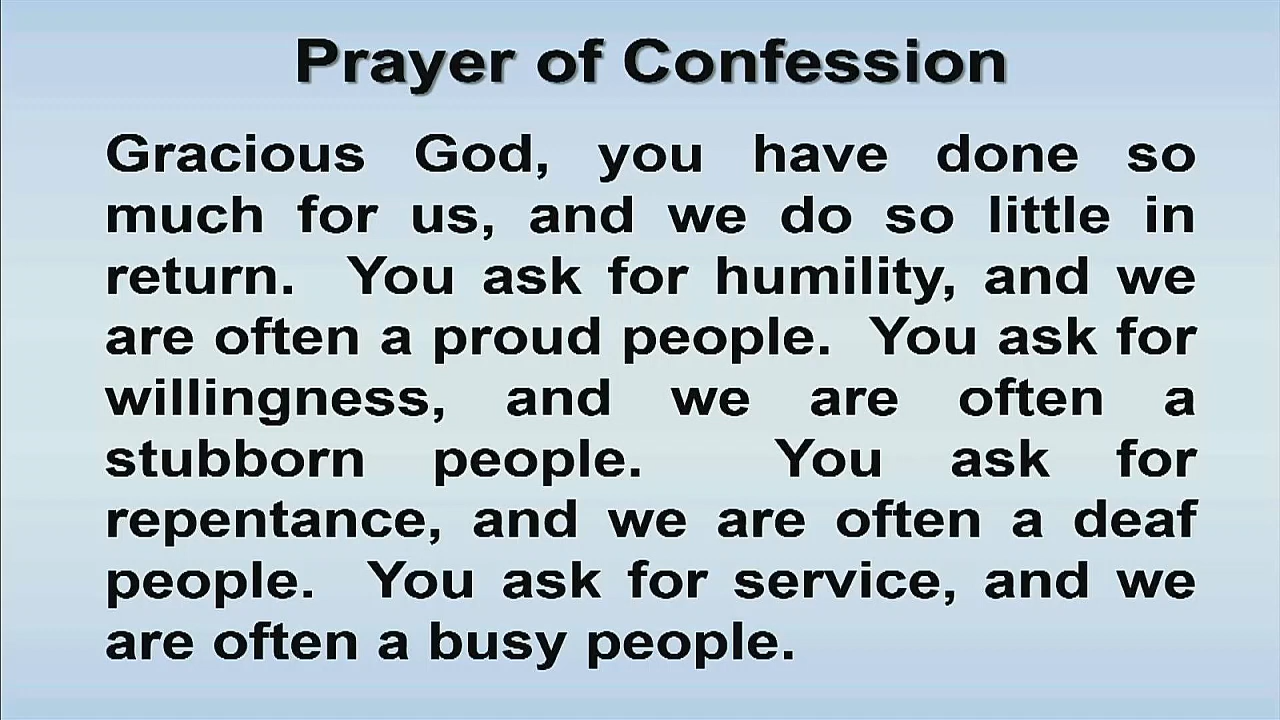 Prayer of Confession
Gracious God, you have done so
much for us, and we do so little in
return. You ask for humility, and we
are often a proud people. You ask for
willingness, and we are often a
stubborn people. You ask for
repentance, and we are often a deaf
people. You ask for service, and we
are often a busy people.